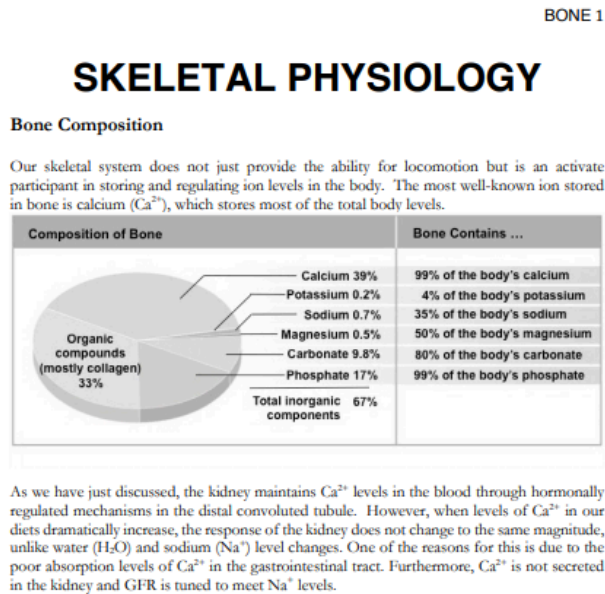 BONE 1
SKELETAL PHYSIOLOGY
Bone Composition
Our skeletal system does not just provide the ability for locomotion but is an activate
participant in storing and regulating ion levels in the body. The most well-known ion stored
in bone is calcium (Ca²⁺), which stores most of the total body levels.
Composition of Bone
Bone Contains ...
Calcium 39%
99% of the body's calcium
Potassium 0.2%
4% of the body's potassium
Sodium 0.7%
35% of the body's sodium
Magnesium 0.5%
50% of the body's magnesium
Carbonate 9.8%
80% of the body's carbonate
Phosphate 17%
99% of the body's phosphate
Organic
compounds
(mostly collagen)
33%
Total inorganic 67%
components
As we have just discussed, the kidney maintains Ca²⁺ levels in the blood through hormonally
regulated mechanisms in the distal convoluted tubule. However, when levels of Ca²⁺ in our
diets dramatically increase, the response of the kidney does not change to the same magnitude,
unlike water (H₂O) and sodium (Na⁺) level changes. One of the reasons for this is due to the
poor absorption levels of Ca²⁺ in the gastrointestinal tract. Furthermore, Ca²⁺ is not secreted
in the kidney and GFR is tuned to meet Na⁺ levels.